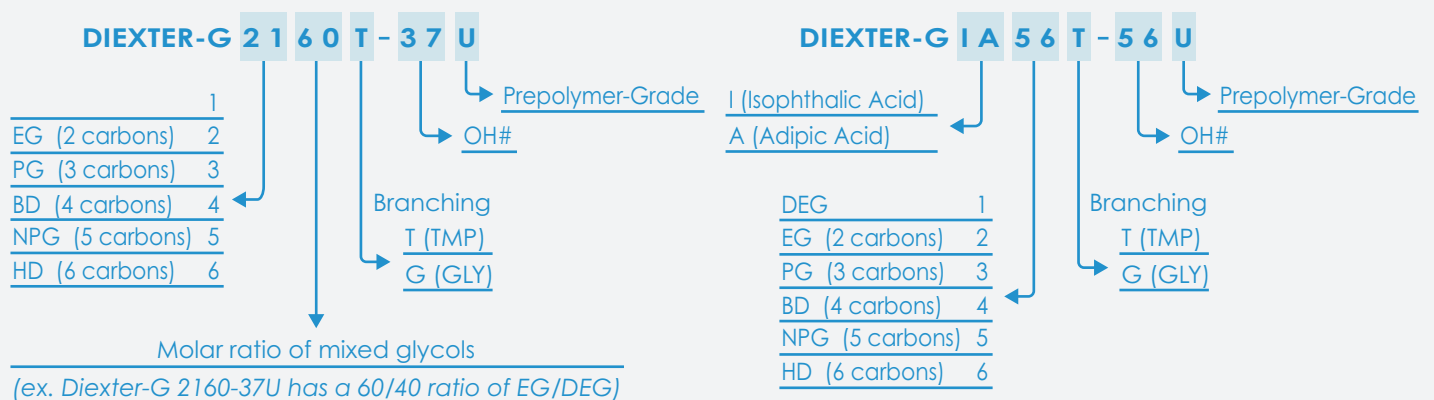 DIEXTER-G 2 1 6 0 T - 3 7 U
Prepolymer-Grade
OH#
1
EG (2 carbons) 2
PG (3 carbons) 3
BD (4 carbons) 4
NPG (5 carbons) 5
HD (6 carbons) 6
Branching
T (TMP)
G (GLY)
Molar ratio of mixed glycols
(ex. Diexter-G 2160-37U has a 60/40 ratio of EG/DEG)
DIEXTER-G I A 5 6 T - 5 6 U
Prepolymer-Grade
I (Isophthalic Acid)
A (Adipic Acid)
OH#
DEG 1
EG (2 carbons) 2
PG (3 carbons) 3
BD (4 carbons) 4
NPG (5 carbons) 5
HD (6 carbons) 6
Branching
T (TMP)
G (GLY)